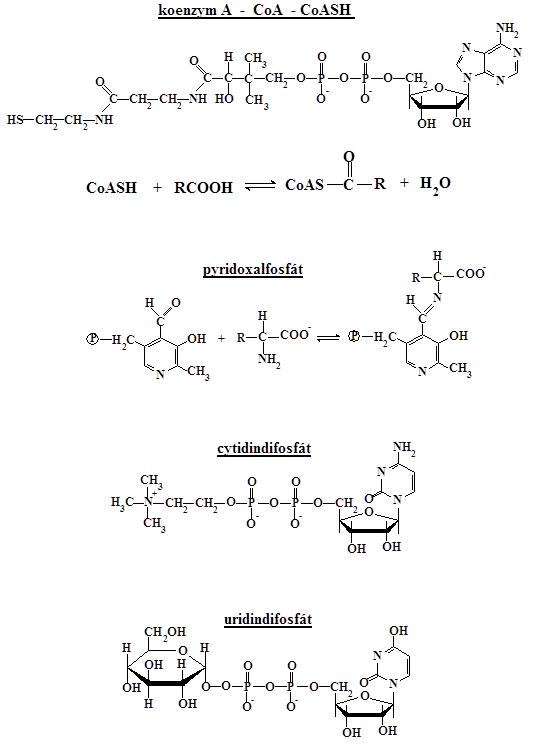 koenzym A - CoA - CoASH
NH2
N N
N N
O H CH3 O O
C–C–C–CH2–O–P–O–P–O–CH2 O
O NH HO CH3 O- O-
C–CH2–CH2–NH
HS–CH2–CH2–NH
OH OH
O
CoASH + RCOOH ⇌ CoAS–C–R + H2O
pyridoxalfosfát
H
R–C–COO-
H O H N
C C
P–H2C OH + R–C–COO- ⇌ P–H2C OH
N CH3 NH2 N CH3
cytidindifosfát
NH2
CH3 O O N
H3C–N+–CH2–CH2–O–P–O–P–O–CH2 O N
CH3 O- O- O
OH OH
uridindifosfát
OH
CH2OH
H O H O O N
OH H O–O–P–O–P–O–CH2 O N
OH H OH O- O- O
OH OH